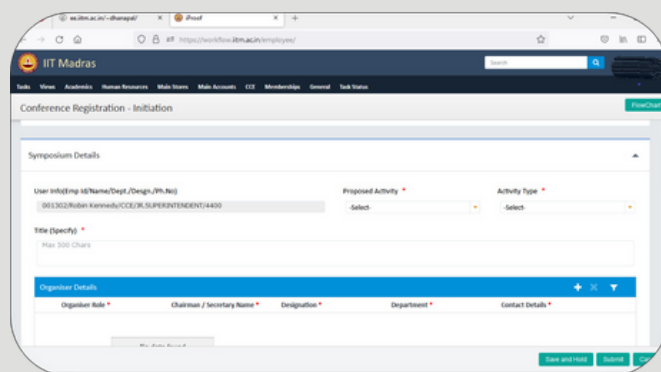 ee.iitm.ac.in/~dhanapal/ × iProof × +
https://workflow.iitm.ac.in/employee/
IIT Madras Search
Tasks Views Academics Human Resources Main Stores Main Accounts CCE Memberships General Task Status
Conference Registration - Initiation FlowChart
Symposium Details
User Info(Emp Id/Name/Dept./Desgn./Ph.No) Proposed Activity * Activity Type *
001302/Robin Kennedy/CCE/JR.SUPERINTENDENT/4400 -Select- -Select-
Title (Specify) *
Max 500 Chars
Organiser Details
Organiser Role * Chairman / Secretary Name * Designation * Department * Contact Details *
No data found
Save and Hold Submit